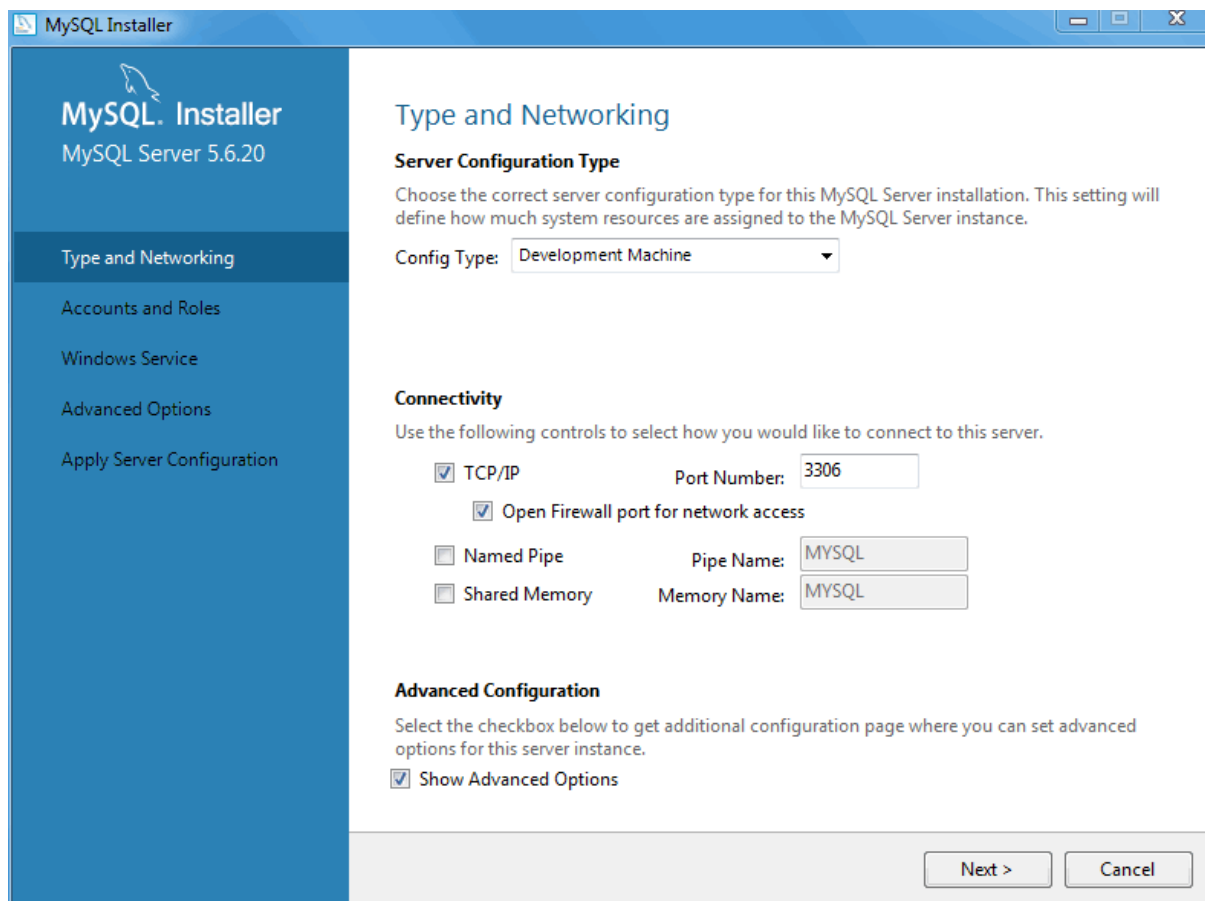 MySQL Installer
MySQL. Installer
MySQL Server 5.6.20
Type and Networking
Accounts and Roles
Windows Service
Advanced Options
Apply Server Configuration
Type and Networking
Server Configuration Type
Choose the correct server configuration type for this MySQL Server installation. This setting will
define how much system resources are assigned to the MySQL Server instance.
Config Type: Development Machine
Connectivity
Use the following controls to select how you would like to connect to this server.
TCP/IP Port Number: 3306
Open Firewall port for network access
Named Pipe Pipe Name: MYSQL
Shared Memory Memory Name: MYSQL
Advanced Configuration
Select the checkbox below to get additional configuration page where you can set advanced
options for this server instance.
Show Advanced Options
Next > Cancel